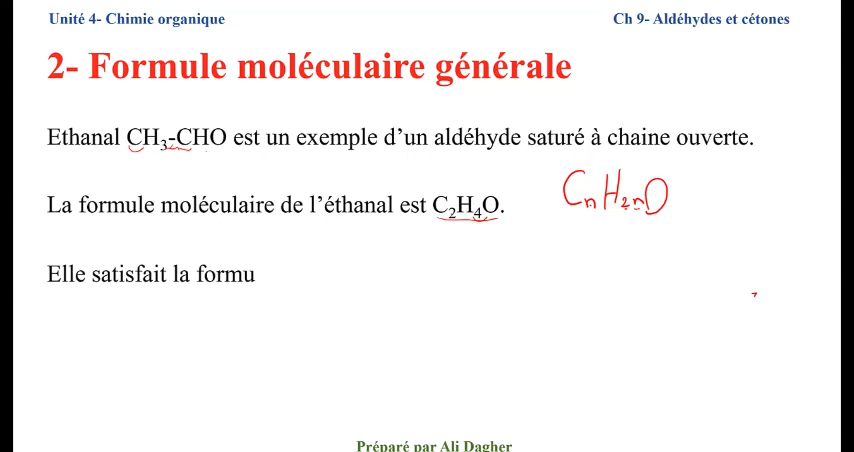 Unité 4- Chimie organique
Ch 9- Aldéhydes et cétones
2- Formule moléculaire générale
Ethanal CH₃-CHO est un exemple d’un aldéhyde saturé à chaine ouverte.
CₙH₂ₙO
La formule moléculaire de l’éthanal est C₂H₄O.
Elle satisfait la formu
Préparé par Ali Dagher